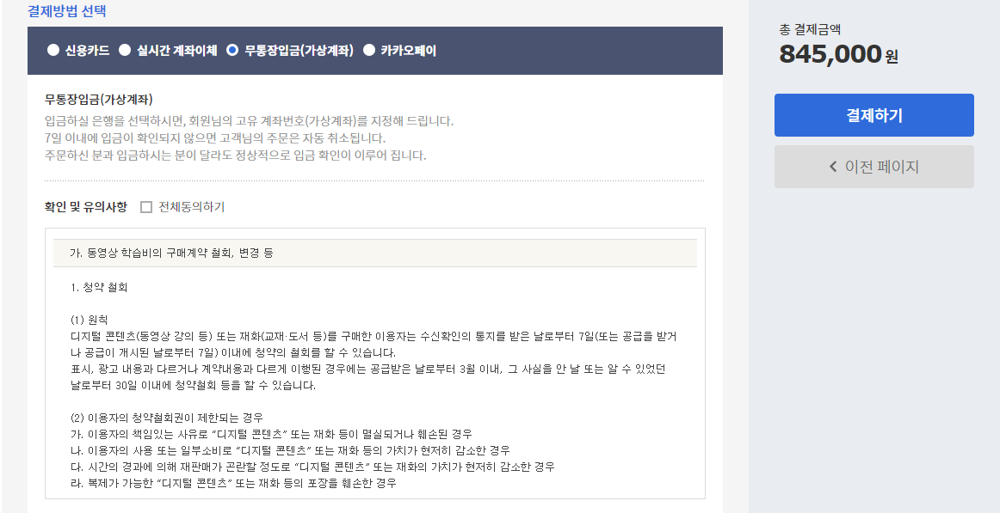 결제방법 선택
신용카드 실시간 계좌이체 무통장입금(가상계좌) 카카오페이
무통장입금(가상계좌)
입금하실 은행을 선택하시면, 회원님의 고유 계좌번호(가상계좌)를 지정해 드립니다.
7일 이내에 입금이 확인되지 않으면 고객님의 주문은 자동 취소됩니다.
주문하신 분과 입금하시는 분이 달라도 정상적으로 입금 확인이 이루어 집니다.
확인 및 유의사항 전체동의하기
가. 동영상 학습비의 구매계약 철회, 변경 등
1. 청약 철회
(1) 원칙
디지털 콘텐츠(동영상 강의 등) 또는 재화(교재·도서 등)를 구매한 이용자는 수신확인의 통지를 받은 날로부터 7일(또는 공급을 받거
나 공급이 개시된 날로부터 7일) 이내에 청약의 철회를 할 수 있습니다.
표시, 광고 내용과 다르거나 계약내용과 다르게 이행된 경우에는 공급받은 날로부터 3월 이내, 그 사실을 안 날 또는 알 수 있었던
날로부터 30일 이내에 청약철회 등을 할 수 있습니다.
(2) 이용자의 청약철회권이 제한되는 경우
가. 이용자의 책임있는 사유로 “디지털 콘텐츠” 또는 재화 등이 멸실되거나 훼손된 경우
나. 이용자의 사용 또는 일부소비로 “디지털 콘텐츠” 또는 재화 등의 가치가 현저히 감소한 경우
다. 시간의 경과에 의해 재판매가 곤란할 정도로 “디지털 콘텐츠” 또는 재화의 가치가 현저히 감소한 경우
라. 복제가 가능한 “디지털 콘텐츠” 또는 재화 등의 포장을 훼손한 경우
총 결제금액
845,000원
결제하기
이전 페이지